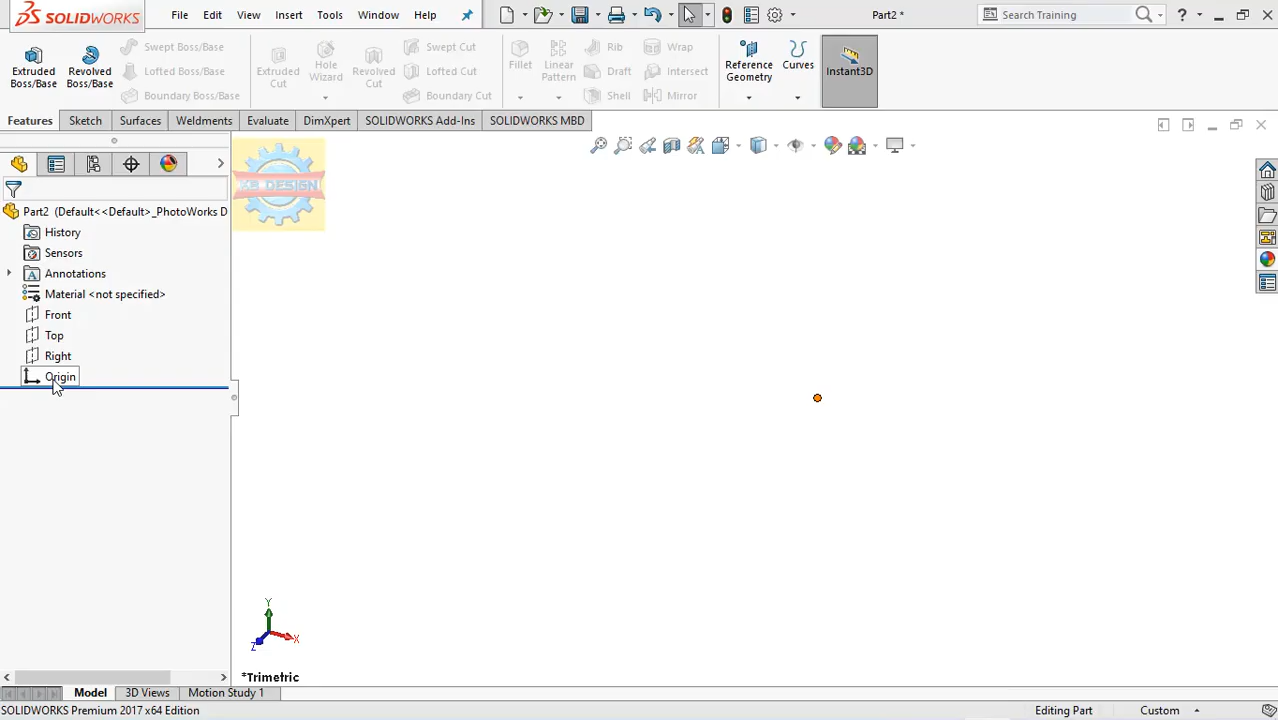 SOLIDWORKS File Edit View Insert Tools Window Help Part2 * Search Training ?
Extruded Boss/Base
Revolved Boss/Base
Swept Boss/Base
Lofted Boss/Base
Boundary Boss/Base
Extruded Cut
Hole Wizard
Revolved Cut
Swept Cut
Lofted Cut
Boundary Cut
Fillet
Linear Pattern
Rib
Draft
Shell
Wrap
Intersect
Mirror
Reference Geometry
Curves
Instant3D
Features Sketch Surfaces Weldments Evaluate DimXpert SOLIDWORKS Add-Ins SOLIDWORKS MBD
KB DESIGN
Part2 (Default<<Default>_PhotoWorks D
History
Sensors
Annotations
Material <not specified>
Front
Top
Right
Origin
Y
X
Z
*Trimetric
Model 3D Views Motion Study 1
SOLIDWORKS Premium 2017 x64 Edition Editing Part Custom